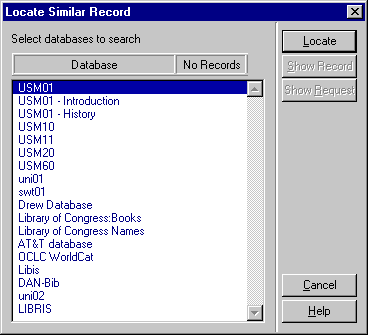 Locate Similar Record
Select databases to search
Database No Records
USM01
USM01 - Introduction
USM01 - History
USM10
USM11
USM20
USM60
uni01
swt01
Drew Database
Library of Congress:Books
Library of Congress Names
AT&T database
OCLC WorldCat
Libis
DAN-Bib
uni02
LIBRIS
Locate
Show Record
Show Request
Cancel
Help